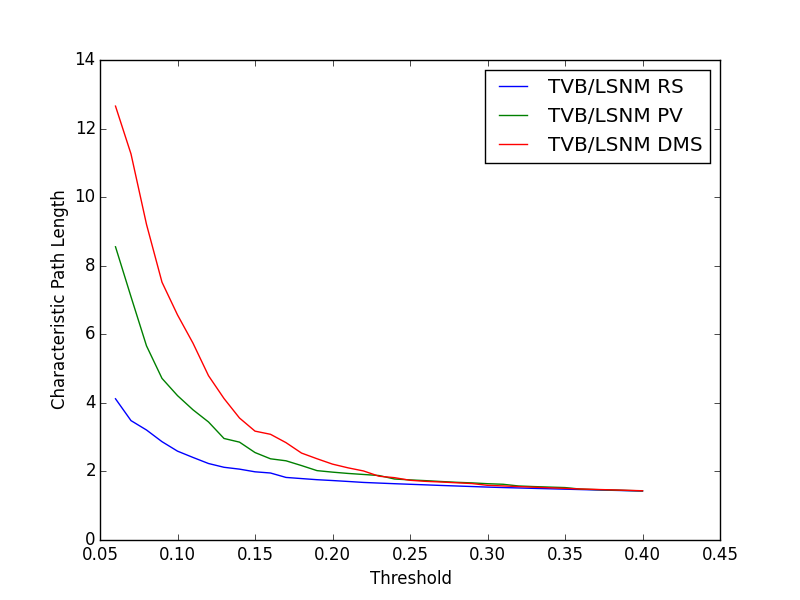 14
12
10
8
6
4
2
0
Characteristic Path Length
TVB/LSNM RS
TVB/LSNM PV
TVB/LSNM DMS
0.05 0.10 0.15 0.20 0.25 0.30 0.35 0.40 0.45
Threshold